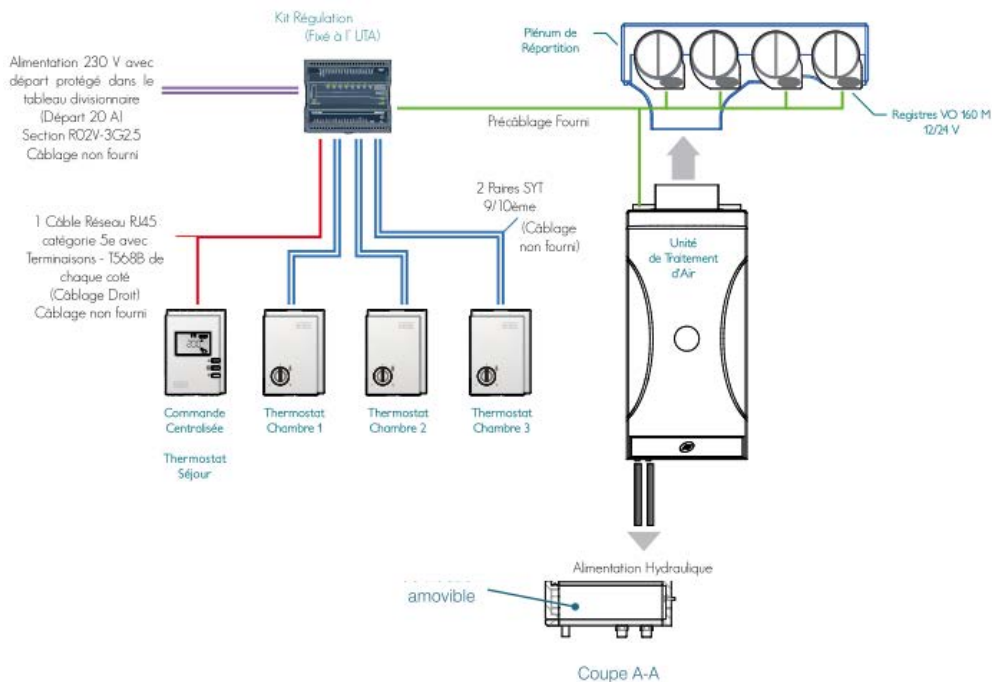 Kit Régulation
(Fixé à l' UTA)
Alimentation 230 V avec
départ protégé dans le
tableau divisionnaire
(Départ 20 A)
Section R02V-3G2.5
Câblage non fourni
Plénum de
Répartition
Précâblage Fourni
Registres VO 160 M
12/24 V
1 Câble Réseau RJ45
catégorie 5e avec
Terminaisons - T568B de
chaque coté
(Câblage Droit)
Câblage non fourni
2 Paires SYT
9/10ème
(Câblage
non fourni)
Unité
de Traitement
d'Air
Commande
Centralisée
Thermostat
Séjour
Thermostat
Chambre 1
Thermostat
Chambre 2
Thermostat
Chambre 3
Alimentation Hydraulique
amovible
Coupe A-A